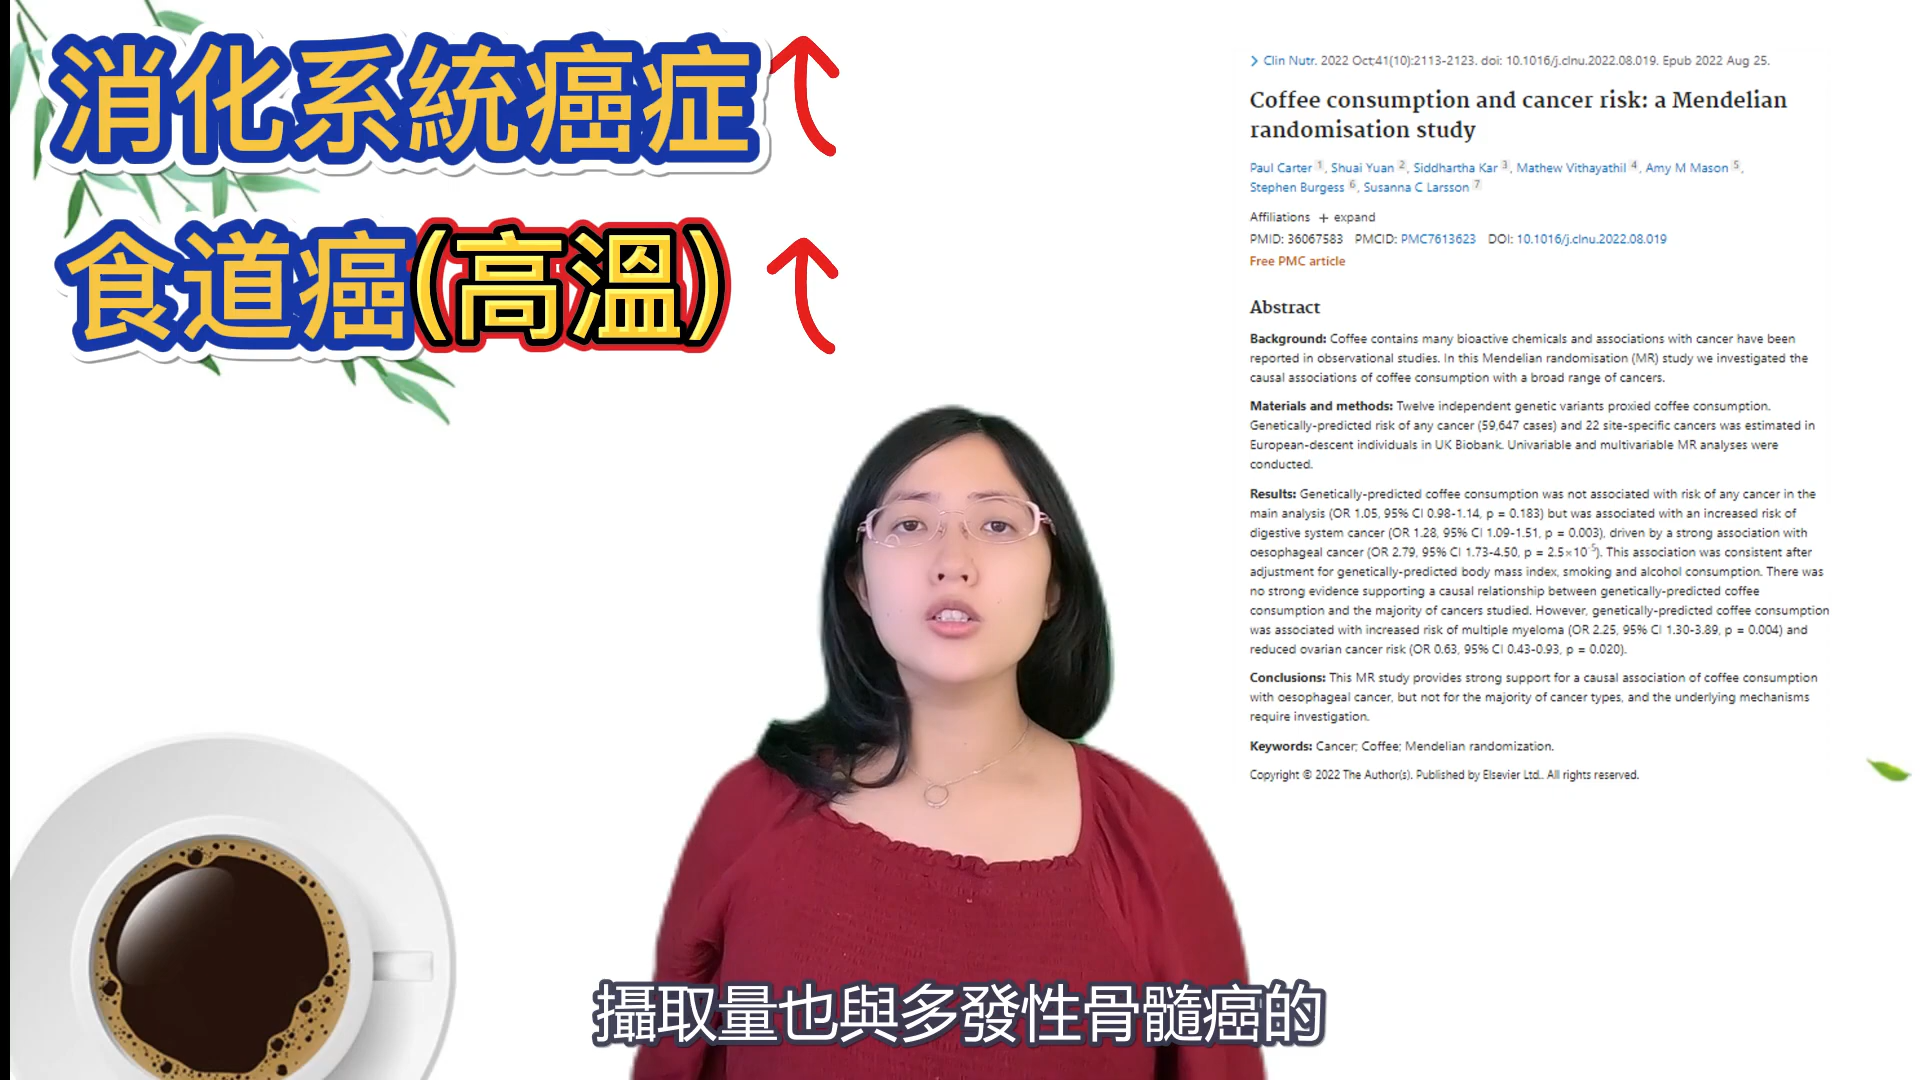 消化系統癌症
食道癌(高溫)
Clin Nutr. 2022 Oct;41(10):2113-2123. doi: 10.1016/j.clnu.2022.08.019. Epub 2022 Aug 25.
Coffee consumption and cancer risk: a Mendelian
randomisation study
Paul Carter 1, Shuai Yuan 2, Siddhartha Kar 3, Mathew Vithayathil 4, Amy M Mason 5,
Stephen Burgess 6, Susanna C Larsson 7
Affiliations + expand
PMID: 36067583 PMCID: PMC7613623 DOI: 10.1016/j.clnu.2022.08.019
Free PMC article
Abstract
Background: Coffee contains many bioactive chemicals and associations with cancer have been
reported in observational studies. In this Mendelian randomisation (MR) study we investigated the
causal associations of coffee consumption with a broad range of cancers.
Materials and methods: Twelve independent genetic variants proxied coffee consumption.
Genetically-predicted risk of any cancer (59,647 cases) and 22 site-specific cancers was estimated in
European-descent individuals in UK Biobank. Univariable and multivariable MR analyses were
conducted.
Results: Genetically-predicted coffee consumption was not associated with risk of any cancer in the
main analysis (OR 1.05, 95% CI 0.98-1.14, p = 0.183) but was associated with an increased risk of
digestive system cancer (OR 1.28, 95% CI 1.09-1.51, p = 0.003), driven by a strong association with
oesophageal cancer (OR 2.79, 95% CI 1.73-4.50, p = 2.5×10-5). This association was consistent after
adjustment for genetically-predicted body mass index, smoking and alcohol consumption. There was
no strong evidence supporting a causal relationship between genetically-predicted coffee
consumption and the majority of cancers studied. However, genetically-predicted coffee consumption
was associated with increased risk of multiple myeloma (OR 2.25, 95% CI 1.30-3.89, p = 0.004) and
reduced ovarian cancer risk (OR 0.63, 95% CI 0.43-0.93, p = 0.020).
Conclusions: This MR study provides strong support for a causal association of coffee consumption
with oesophageal cancer, but not for the majority of cancer types, and the underlying mechanisms
require investigation.
Keywords: Cancer; Coffee; Mendelian randomization.
Copyright © 2022 The Author(s). Published by Elsevier Ltd.. All rights reserved.
攝取量也與多發性骨髓癌的